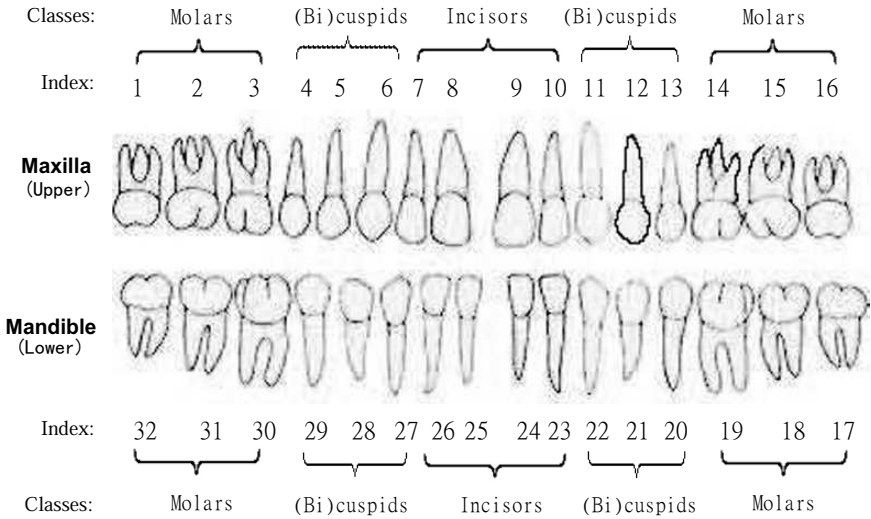 Classes: Molars (Bi)cuspids Incisors (Bi)cuspids Molars
Index: 1 2 3 4 5 6 7 8 9 10 11 12 13 14 15 16
Maxilla
(Upper)
Mandible
(Lower)
Index: 32 31 30 29 28 27 26 25 24 23 22 21 20 19 18 17
Classes: Molars (Bi)cuspids Incisors (Bi)cuspids Molars